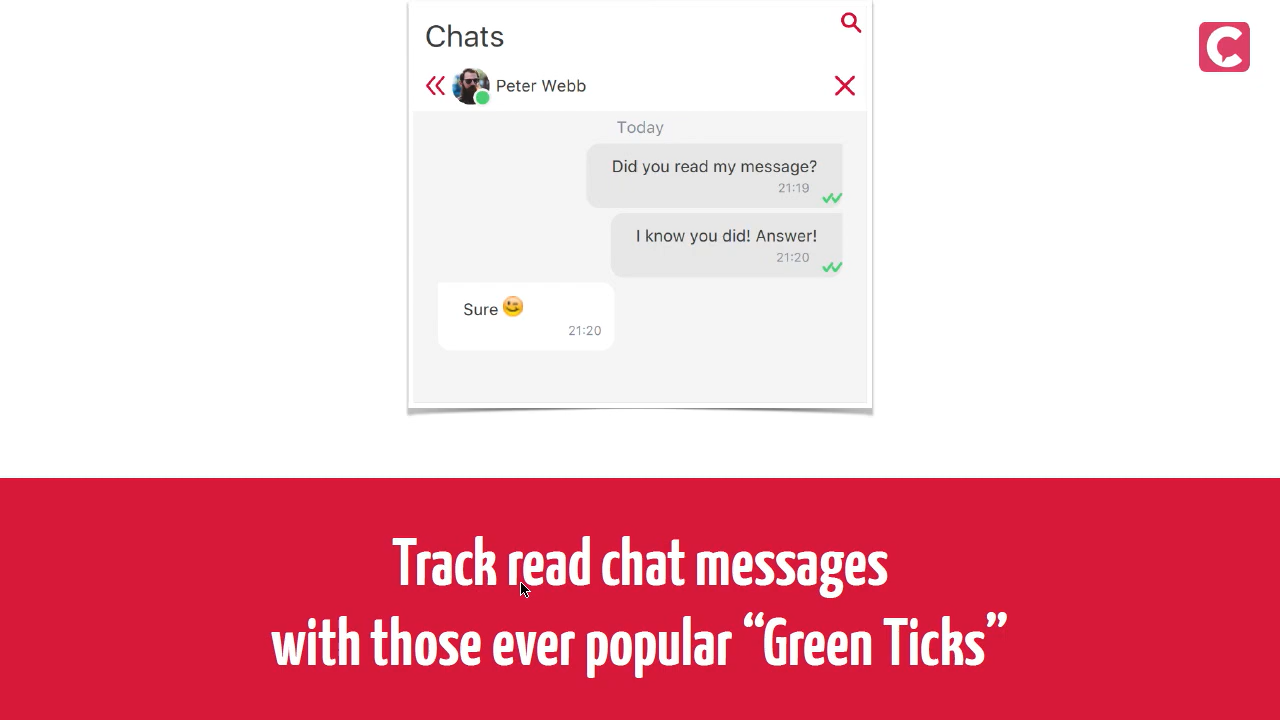 Chats
Peter Webb
Today
Did you read my message?
21:19
I know you did! Answer!
21:20
Sure 
21:20
Track read chat messages
with those ever popular “Green Ticks”